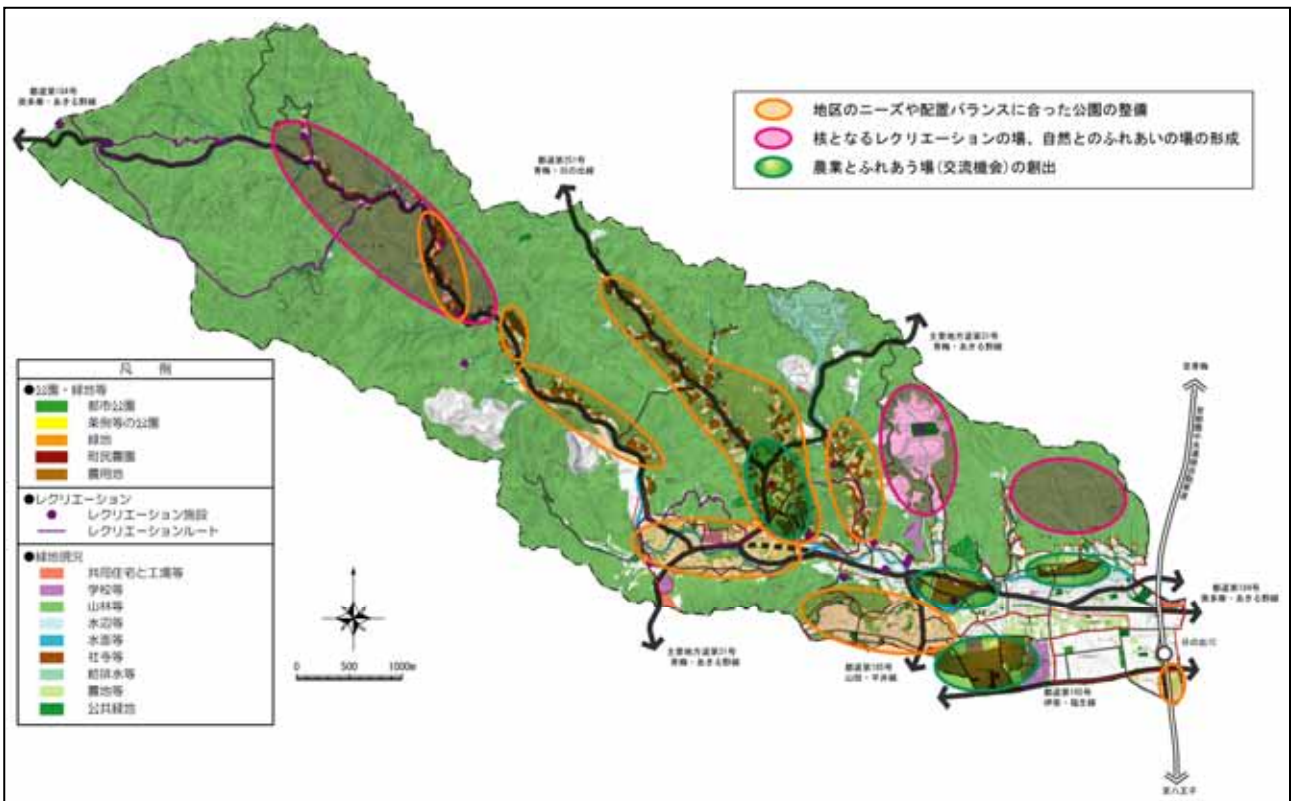 都道第184号
奥多摩・あきる野線
都道第251号
青梅・日の出線
地区のニーズや配置バランスに合った公園の整備
核となるレクリエーションの場、自然とのふれあいの場の形成
農業とふれあう場(交流機会)の創出
主要地方道第31号
青梅・あきる野線
至青梅
凡 例
●公園・緑地等
都市公園
条例等の公園
緑地
町民農園
農用地
●レクリエーション
レクリエーション施設
レクリエーションルート
●緑地現況
共同住宅と工場等
学校等
山林等
水辺等
水面等
社寺等
給排水等
農地等
公共緑地
0 500 1000m
主要地方道第31号
青梅・あきる野線
都道第185号
山田・平井線
都道第165号
伊奈・福生線
都道第184号
奥多摩・あきる野線
日の出IC
至八王子